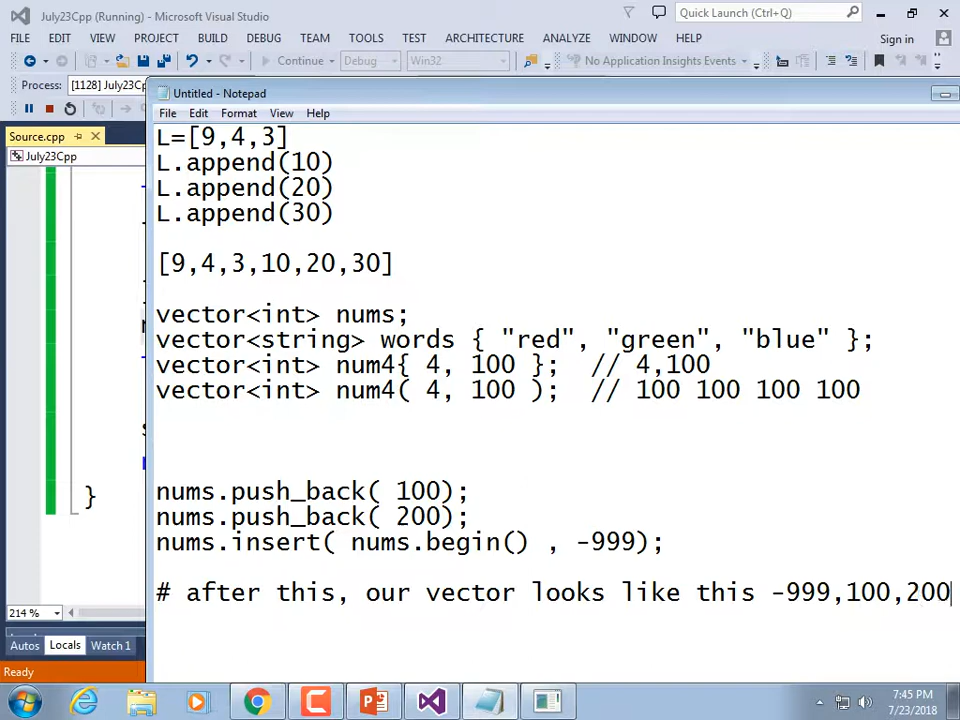 July23Cpp (Running) - Microsoft Visual Studio
Quick Launch (Ctrl+Q)
FILE EDIT VIEW PROJECT BUILD DEBUG TEAM TOOLS TEST ARCHITECTURE ANALYZE WINDOW HELP
Sign in
Continue Debug Win32 No Application Insights Events
Process: [1128] July23Cp
Untitled - Notepad
File Edit Format View Help
Source.cpp
July23Cpp
L=[9,4,3]
L.append(10)
L.append(20)
L.append(30)
[9,4,3,10,20,30]
vector<int> nums;
vector<string> words { "red", "green", "blue" };
vector<int> num4{ 4, 100 }; // 4,100
vector<int> num4( 4, 100 ); // 100 100 100 100
nums.push_back( 100);
}
nums.push_back( 200);
nums.insert( nums.begin() , -999);
# after this, our vector looks like this -999,100,200
214 %
Autos Locals Watch 1
Ready
7:45 PM
7/23/2018